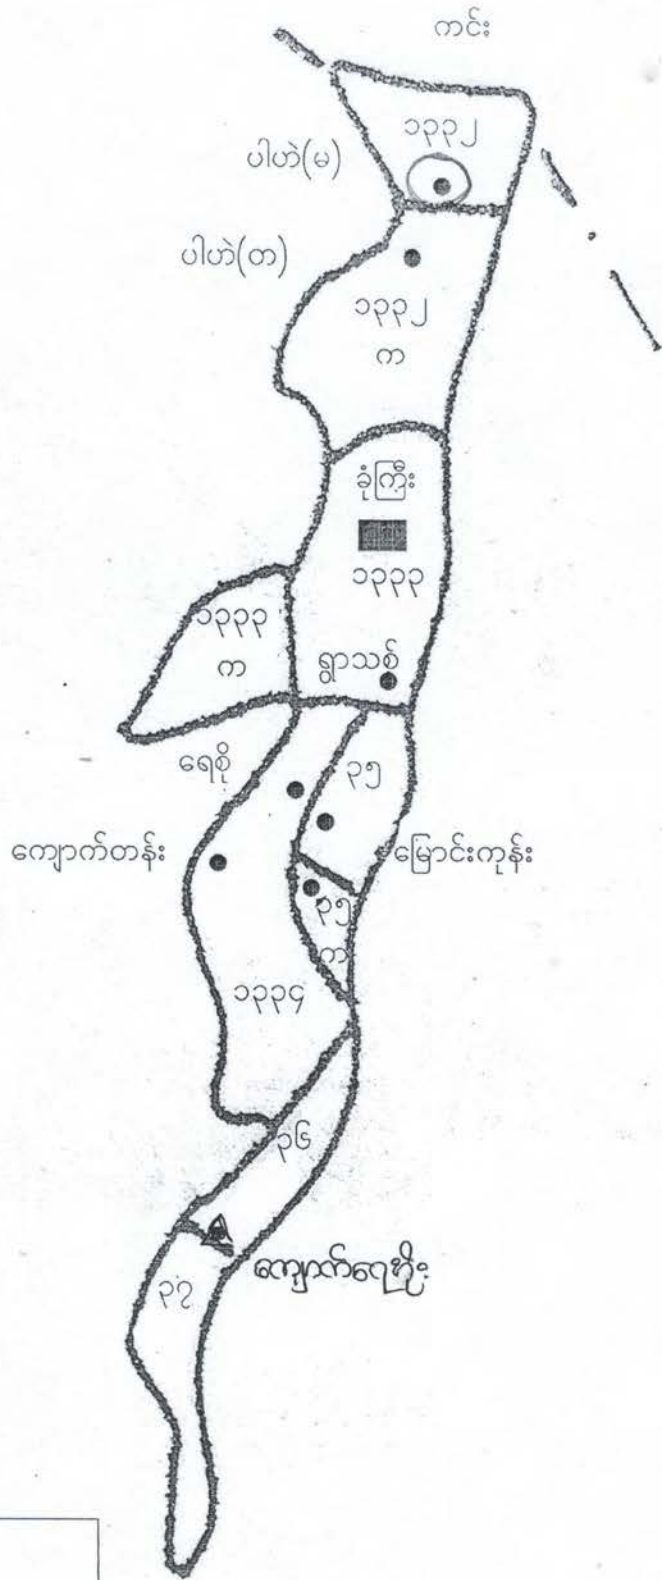 ကင်း
၁၃၃၂
ပါဟဲ(မ)
ပါဟဲ(တ)
၁၃၃၂
က
ခုံကြီး
၁၃၃၃
၁၃၃၃
က
ရွာသစ်
ရေစို
၃၅
ကျောက်တန်း
မြောင်းကုန်း
၃၅
က
၁၃၃၄
၃၆
ကျောက်ရေအိုး
၃၇